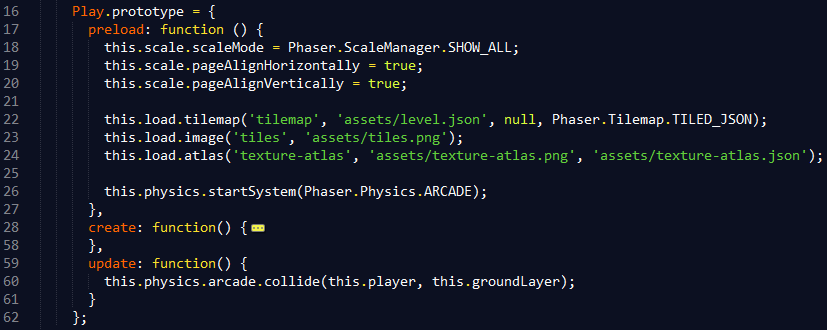 16 Play.prototype = {
17 preload: function () {
18 this.scale.scaleMode = Phaser.ScaleManager.SHOW_ALL;
19 this.scale.pageAlignHorizontally = true;
20 this.scale.pageAlignVertically = true;
21
22 this.load.tilemap('tilemap', 'assets/level.json', null, Phaser.Tilemap.TILED_JSON);
23 this.load.image('tiles', 'assets/tiles.png');
24 this.load.atlas('texture-atlas', 'assets/texture-atlas.png', 'assets/texture-atlas.json');
25
26 this.physics.startSystem(Phaser.Physics.ARCADE);
27 },
28 create: function() {
58 },
59 update: function() {
60 this.physics.arcade.collide(this.player, this.groundLayer);
61 }
62 };